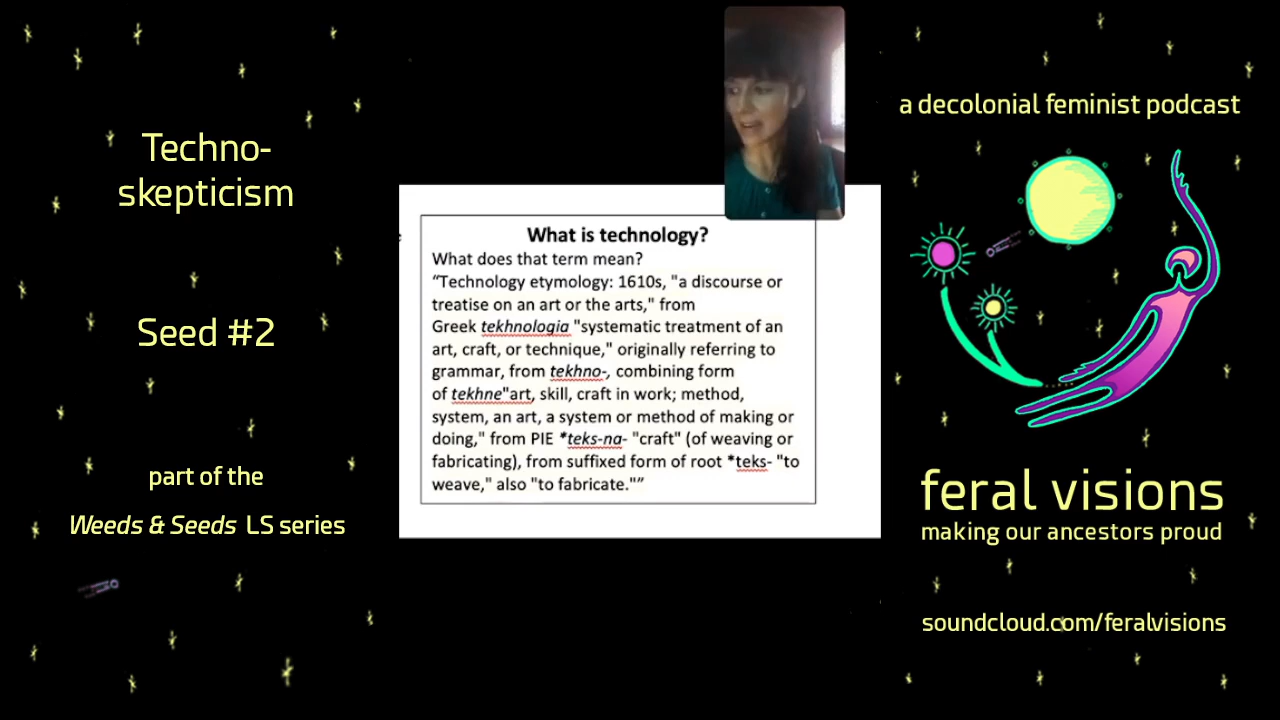 Techno-
skepticism
Seed #2
part of the
Weeds & Seeds LS series
What is technology?
What does that term mean?
“Technology etymology: 1610s, "a discourse or
treatise on an art or the arts," from
Greek tekhnologia "systematic treatment of an
art, craft, or technique," originally referring to
grammar, from tekhno-, combining form
of tekhne"art, skill, craft in work; method,
system, an art, a system or method of making or
doing," from PIE *teks-na- "craft" (of weaving or
fabricating), from suffixed form of root *teks- "to
weave," also "to fabricate."”
a decolonial feminist podcast
feral visions
making our ancestors proud
soundcloud.com/feralvisions